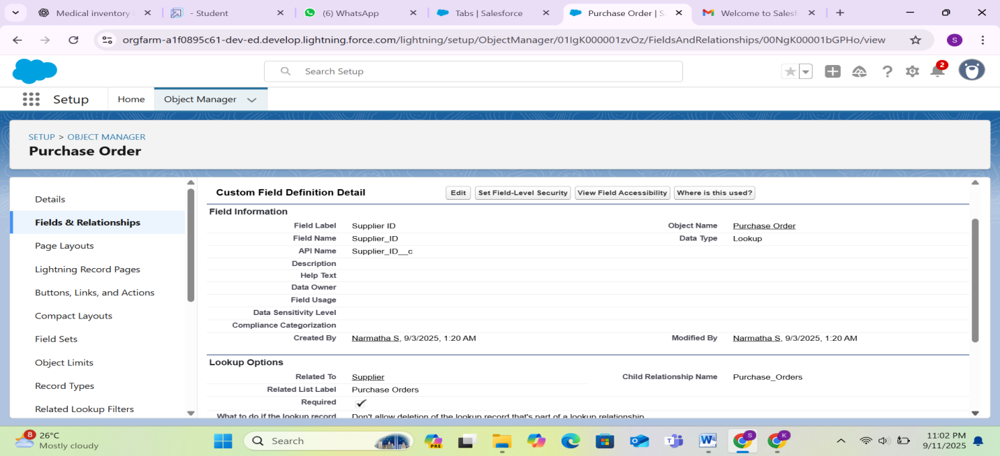 Medical inventory
- Student
(6) WhatsApp
Tabs | Salesforce
Purchase Order | S
Welcome to Salesf
orgfarm-a1f0895c61-dev-ed.develop.lightning.force.com/lightning/setup/ObjectManager/01IgK000001zvOz/FieldsAndRelationships/00NgK00001bGPHo/view
S
Search Setup
2
Setup
Home
Object Manager
SETUP > OBJECT MANAGER
Purchase Order
Details
Fields & Relationships
Page Layouts
Lightning Record Pages
Buttons, Links, and Actions
Compact Layouts
Field Sets
Object Limits
Record Types
Related Lookup Filters
Custom Field Definition Detail
Edit
Set Field-Level Security
View Field Accessibility
Where is this used?
Field Information
Field Label Supplier ID Object Name Purchase Order
Field Name Supplier_ID Data Type Lookup
API Name Supplier_ID__c
Description
Help Text
Data Owner
Field Usage
Data Sensitivity Level
Compliance Categorization
Created By Narmatha S, 9/3/2025, 1:20 AM Modified By Narmatha S, 9/3/2025, 1:20 AM
Lookup Options
Related To Supplier Child Relationship Name Purchase_Orders
Related List Label Purchase Orders
Required
What to do if the lookup record Don't allow deletion of the lookup record that's part of a lookup relationship.
8
26°C
Mostly cloudy
Search
PRE
S
K
11:02 PM
9/11/2025